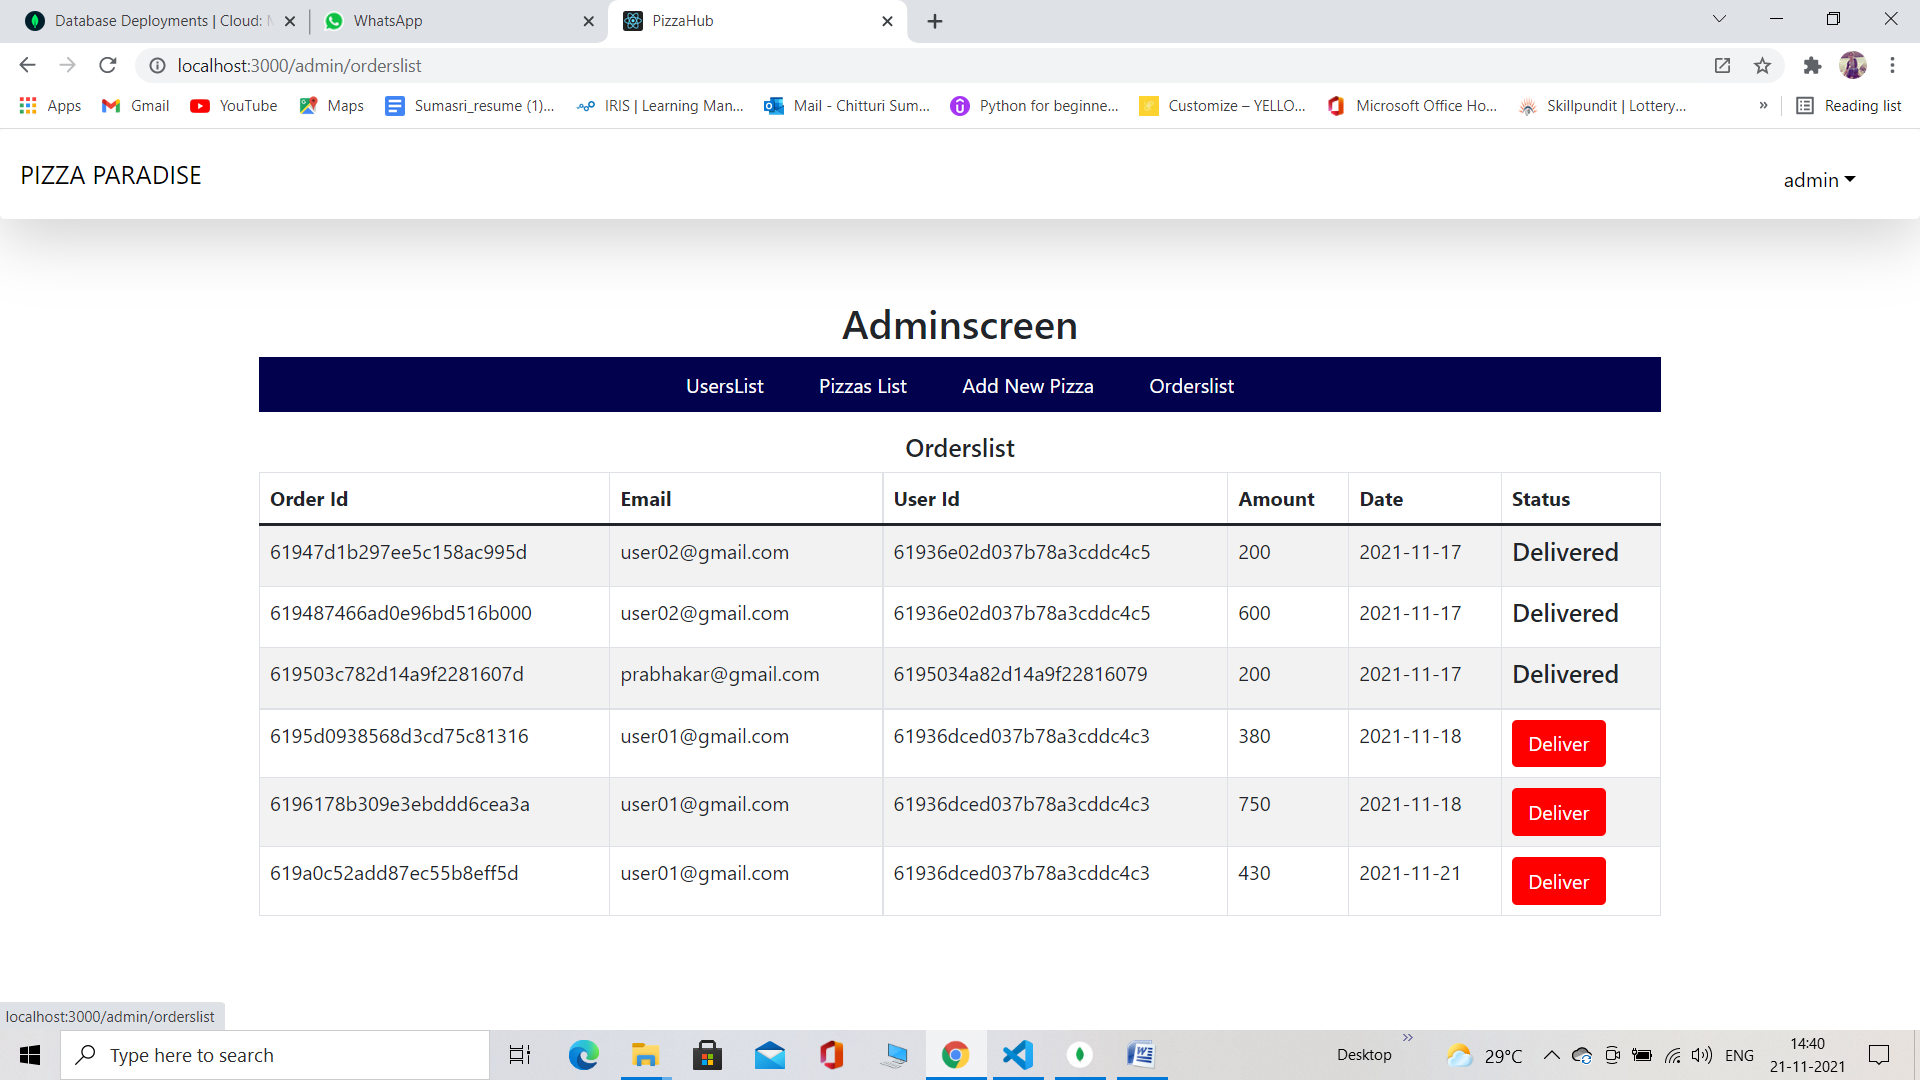 Database Deployments | Cloud: M
WhatsApp
PizzaHub
localhost:3000/admin/orderslist
Apps
Gmail
YouTube
Maps
Sumasri_resume (1)...
IRIS | Learning Man...
Mail - Chitturi Sum...
Python for beginne...
Customize – YELLO...
Microsoft Office Ho...
Skillpundit | Lottery...
»
Reading list
PIZZA PARADISE
admin
Adminscreen
UsersList Pizzas List Add New Pizza Orderslist
Orderslist
Order Id Email User Id Amount Date Status
61947d1b297ee5c158ac995d user02@gmail.com 61936e02d037b78a3cddc4c5 200 2021-11-17 Delivered
619487466ad0e96bd516b000 user02@gmail.com 61936e02d037b78a3cddc4c5 600 2021-11-17 Delivered
619503c782d14a9f2281607d prabhakar@gmail.com 6195034a82d14a9f22816079 200 2021-11-17 Delivered
6195d0938568d3cd75c81316 user01@gmail.com 61936dced037b78a3cddc4c3 380 2021-11-18 Deliver
6196178b309e3ebddd6cea3a user01@gmail.com 61936dced037b78a3cddc4c3 750 2021-11-18 Deliver
619a0c52add87ec55b8eff5d user01@gmail.com 61936dced037b78a3cddc4c3 430 2021-11-21 Deliver
localhost:3000/admin/orderslist
Type here to search
Desktop
»
29°C
ENG
14:40
21-11-2021